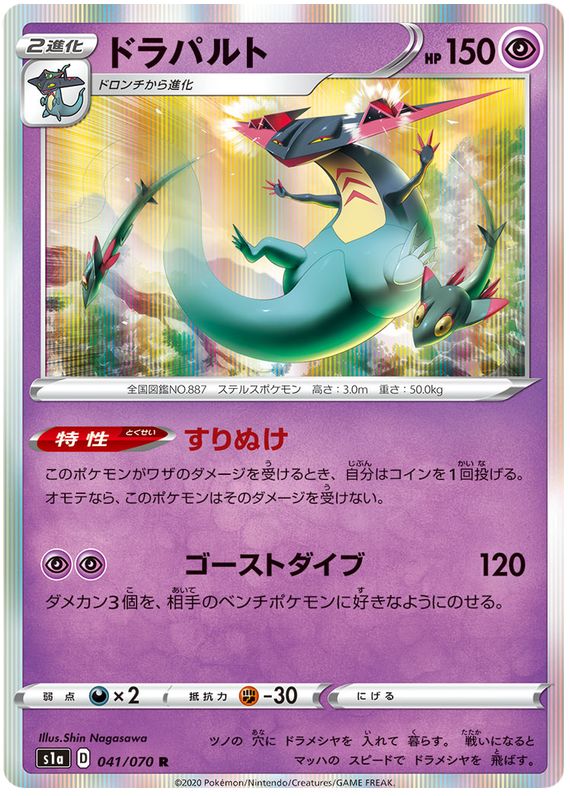 2進化
ドラパルト
HP 150
ドロンチから進化
全国図鑑NO.887 ステルスポケモン 高さ:3.0m 重さ:50.0kg
特性 とくせい すりぬけ
このポケモンがワザのダメージを受けるとき、自分はコインを1回投げる。
オモテなら、このポケモンはそのダメージを受けない。
ゴーストダイブ 120
ダメカン3個を、相手のベンチポケモンに好きなようにのせる。
弱点 ×2 抵抗力 -30 にげる
Illus.Shin Nagasawa
s1a D 041/070 R
ツノの 穴に ドラメシヤを 入れて 暮らす。 戦いになると
マッハの スピードで ドラメシヤを 飛ばす。
©2020 Pokémon/Nintendo/Creatures/GAME FREAK.